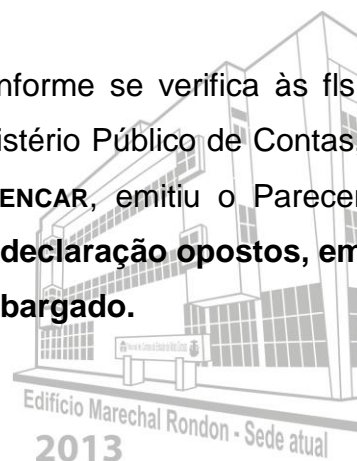 nforme se verifica às fls
istério Público de Contas.
ENCAR, emitiu o Parecer
declaração opostos, em
bargado.
Edifício Marechal Rondon - Sede atual
2013